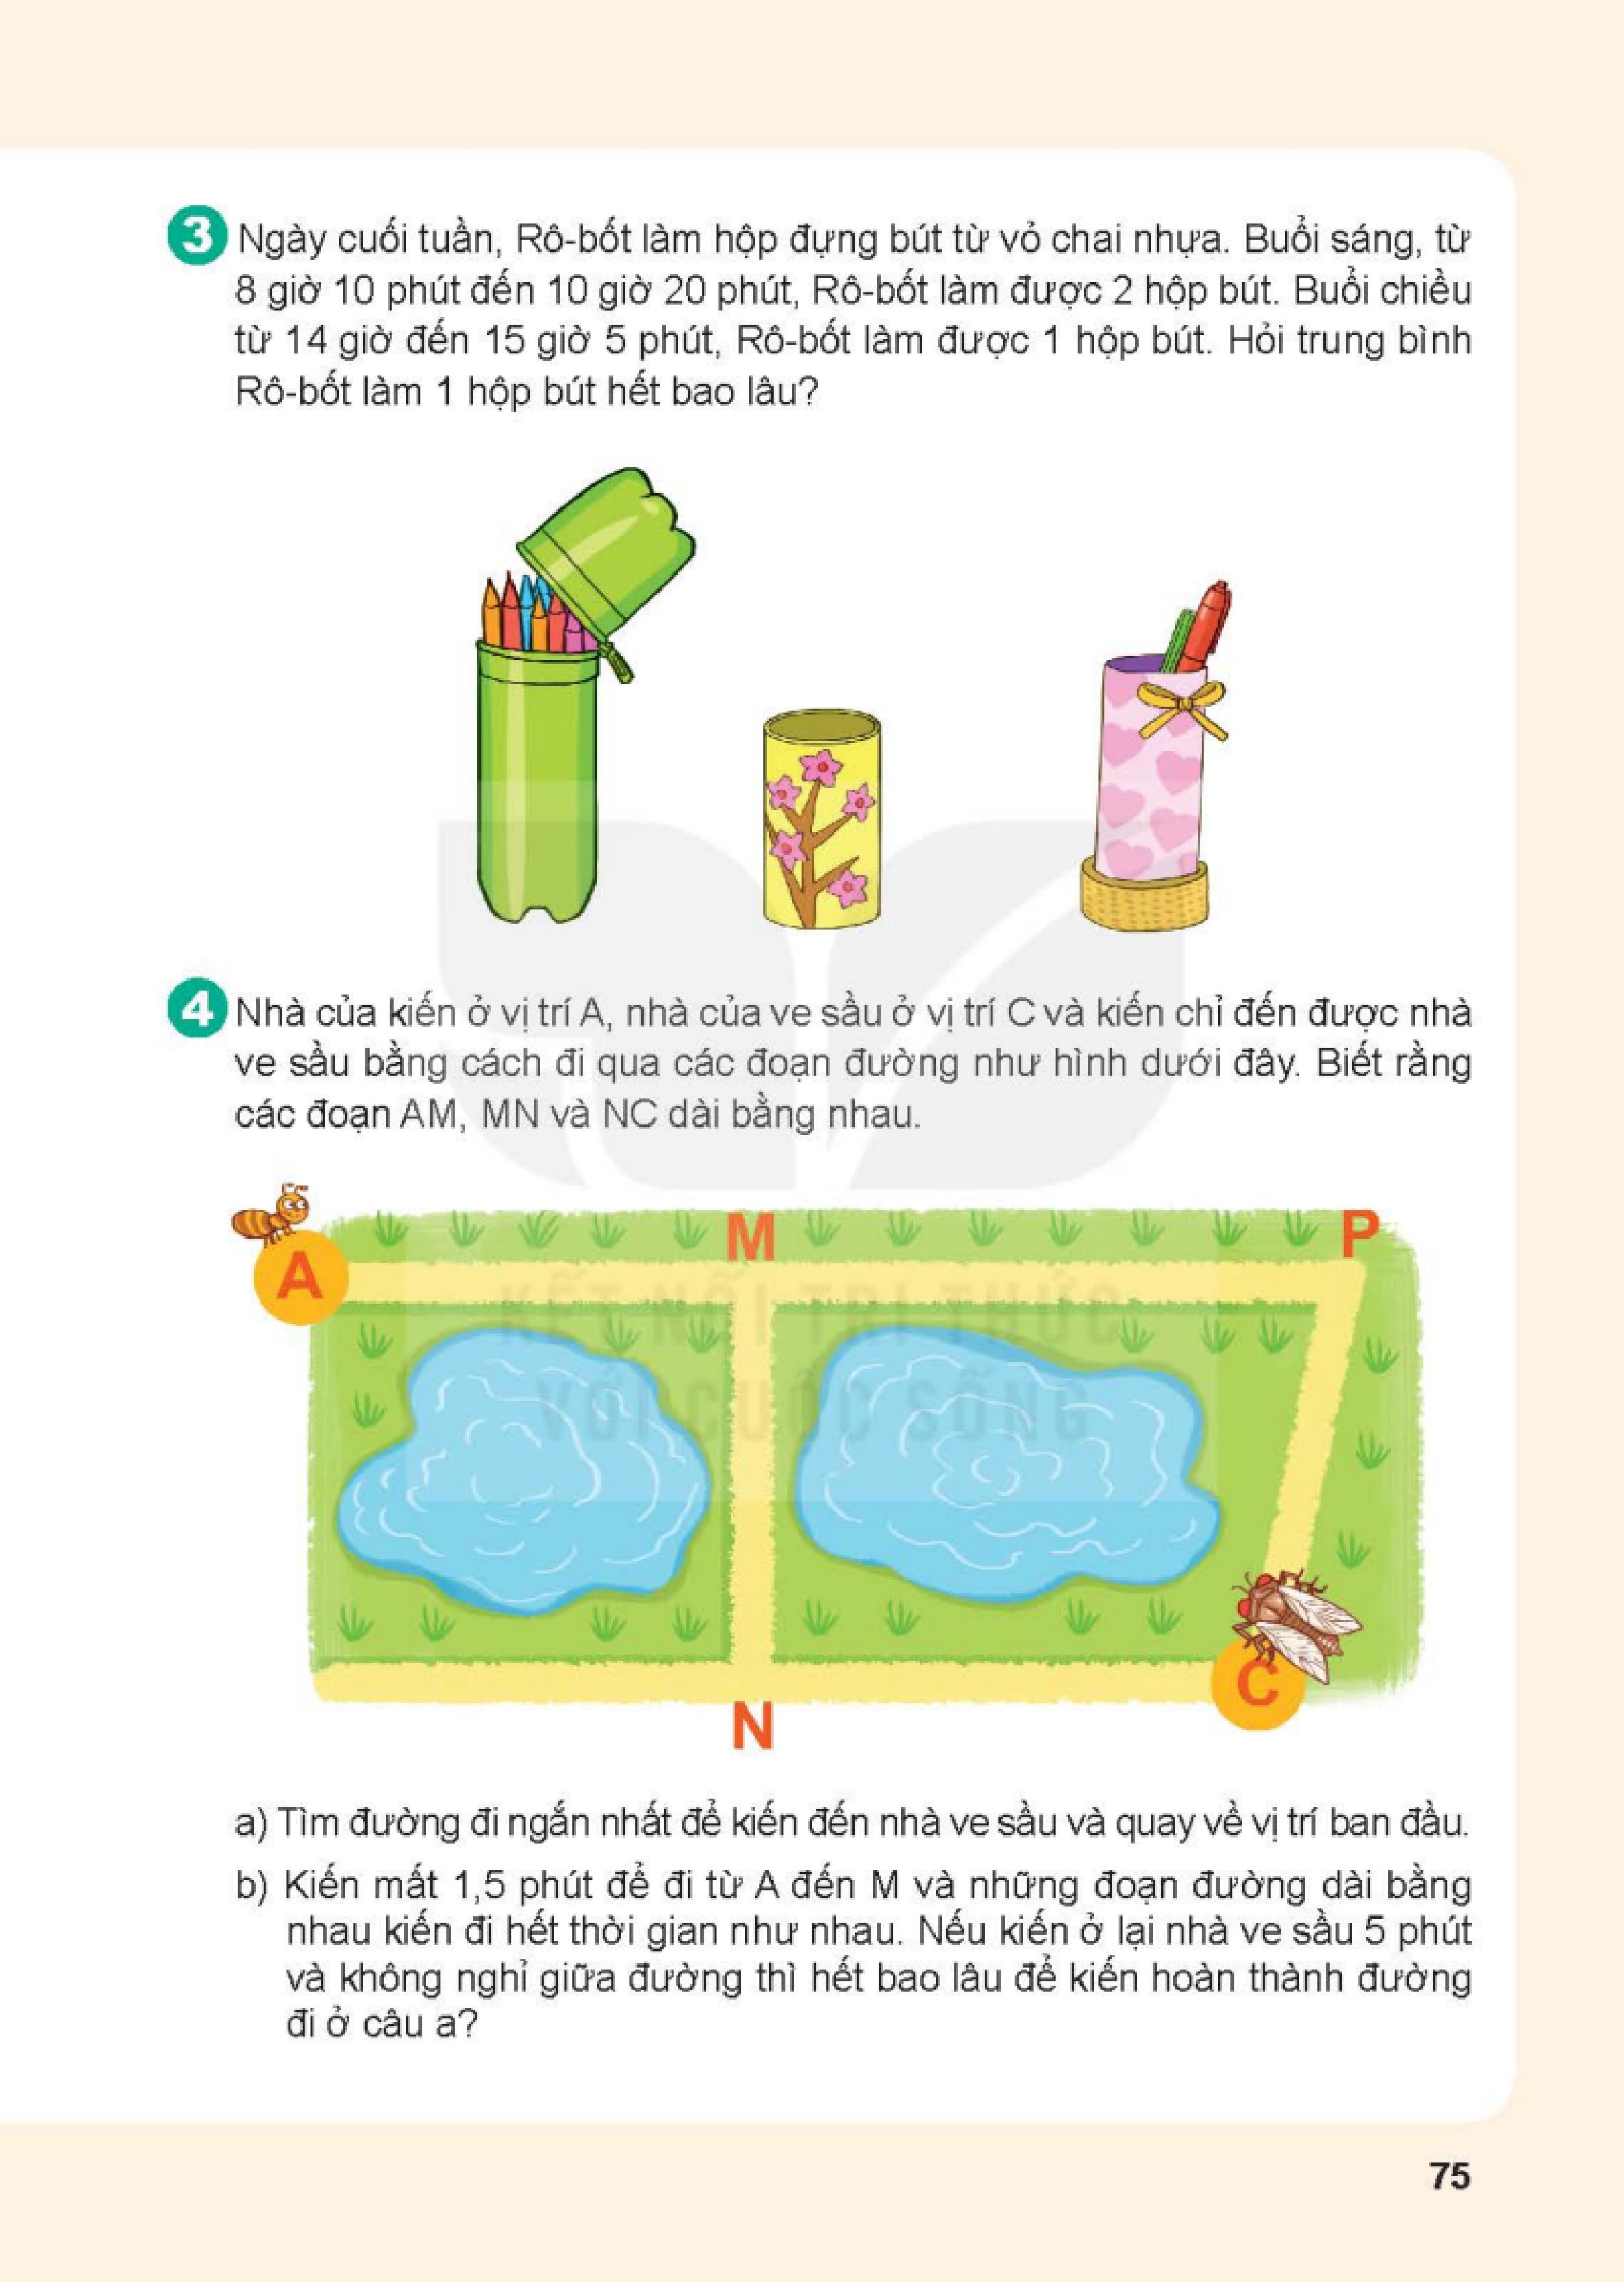 3 Ngày cuối tuần, Rô-bốt làm hộp đựng bút từ vỏ chai nhựa. Buổi sáng, từ
8 giờ 10 phút đến 10 giờ 20 phút, Rô-bốt làm được 2 hộp bút. Buổi chiều
từ 14 giờ đến 15 giờ 5 phút, Rô-bốt làm được 1 hộp bút. Hỏi trung bình
Rô-bốt làm 1 hộp bút hết bao lâu?
4 Nhà của kiến ở vị trí A, nhà của ve sầu ở vị trí C và kiến chỉ đến được nhà
ve sầu bằng cách đi qua các đoạn đường như hình dưới đây. Biết rằng
các đoạn AM, MN và NC dài bằng nhau.
M P
A
KẾT NỐI TRI THỨC
VỚI CUỘC SỐNG
C
N
a) Tìm đường đi ngắn nhất để kiến đến nhà ve sầu và quay về vị trí ban đầu.
b) Kiến mất 1,5 phút để đi từ A đến M và những đoạn đường dài bằng
nhau kiến đi hết thời gian như nhau. Nếu kiến ở lại nhà ve sầu 5 phút
và không nghỉ giữa đường thì hết bao lâu để kiến hoàn thành đường
đi ở câu a?
75